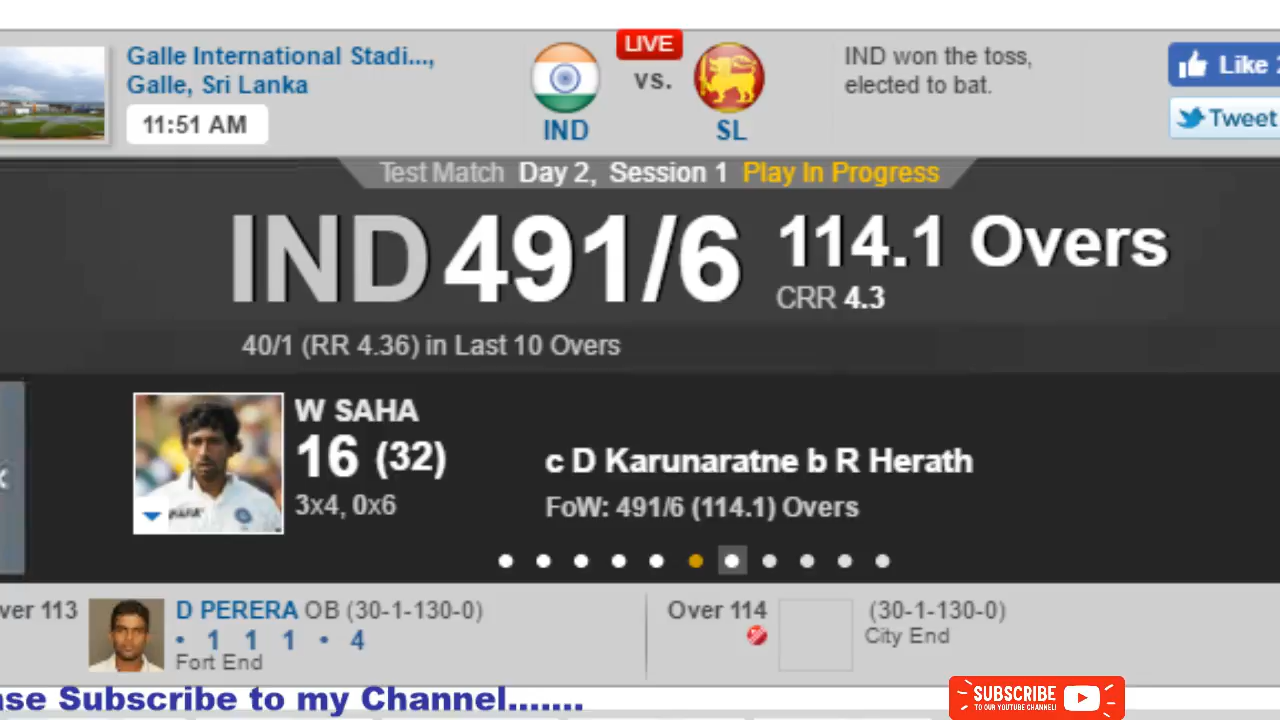 Galle International Stadi...,
Galle, Sri Lanka
11:51 AM
LIVE
VS.
IND
SL
IND won the toss,
elected to bat.
Like
Tweet
Test Match Day 2, Session 1 Play In Progress
IND 491/6 114.1 Overs
CRR 4.3
40/1 (RR 4.36) in Last 10 Overs
W SAHA
16 (32)
3x4, 0x6
c D Karunaratne b R Herath
FoW: 491/6 (114.1) Overs
ver 113
D PERERA OB (30-1-130-0)
• 1 1 1 • 4
Fort End
Over 114
(30-1-130-0)
City End
ase Subscribe to my Channel.......
SUBSCRIBE
TO OUR YOUTUBE CHANNEL!